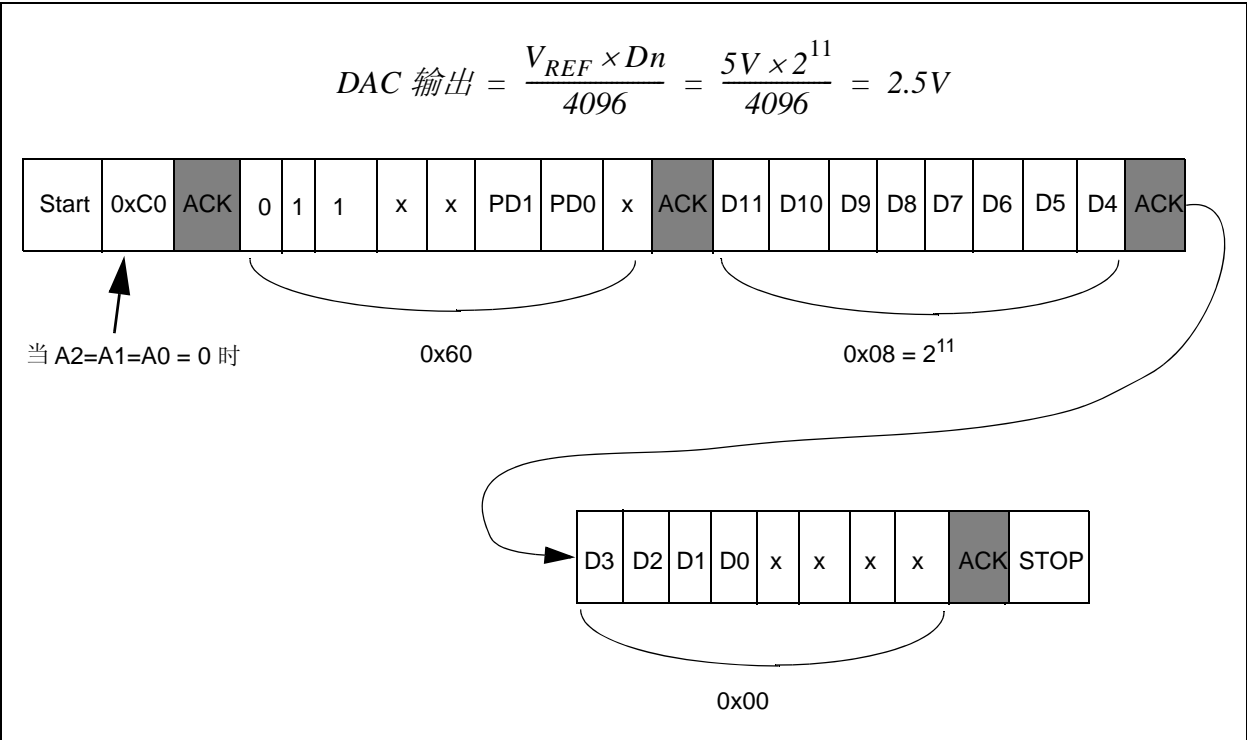 DAC 输出 = V_REF × Dn / 4096 = 5V × 2^11 / 4096 = 2.5V
Start 0xC0 ACK 0 1 1 x x PD1 PD0 x ACK D11 D10 D9 D8 D7 D6 D5 D4 ACK
当 A2=A1=A0 = 0 时
0x60
0x08 = 2^11
D3 D2 D1 D0 x x x x ACK STOP
0x00